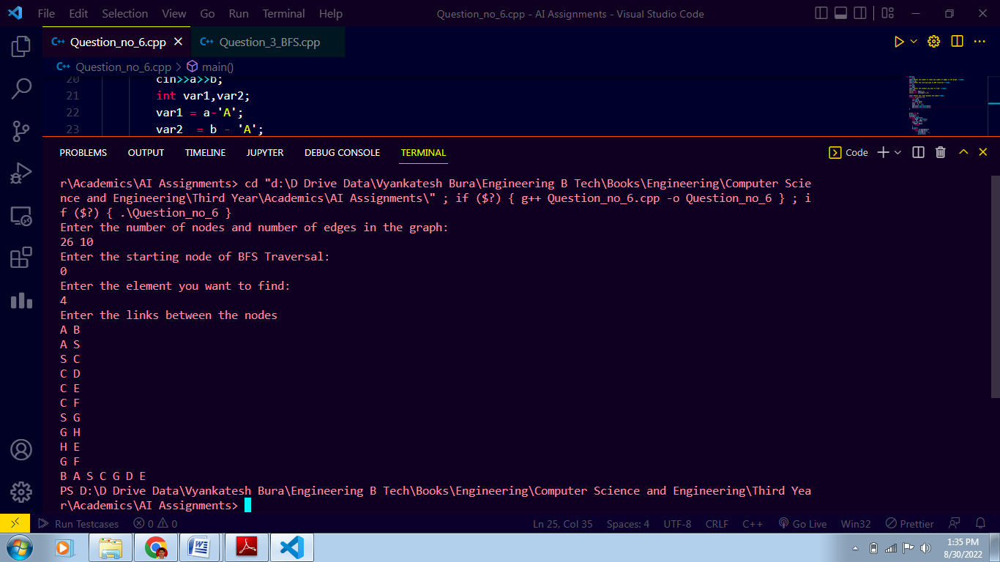 File Edit Selection View Go Run Terminal Help Question_no_6.cpp - AI Assignments - Visual Studio Code
C++ Question_no_6.cpp C++ Question_3_BFS.cpp
C++ Question_no_6.cpp > main()
20 cin>>a>>b;
21 int var1,var2;
22 var1 = a-'A';
23 var2  = b - 'A';
PROBLEMS OUTPUT TIMELINE JUPYTER DEBUG CONSOLE TERMINAL Code
r\Academics\AI Assignments> cd "d:\D Drive Data\Vyankatesh Bura\Engineering B Tech\Books\Engineering\Computer Scie
nce and Engineering\Third Year\Academics\AI Assignments\" ; if ($?) { g++ Question_no_6.cpp -o Question_no_6 } ; i
f ($?) { .\Question_no_6 }
Enter the number of nodes and number of edges in the graph:
26 10
Enter the starting node of BFS Traversal:
0
Enter the element you want to find:
4
Enter the links between the nodes
A B
A S
S C
C D
C E
C F
S G
G H
H E
G F
B A S C G D E
PS D:\D Drive Data\Vyankatesh Bura\Engineering B Tech\Books\Engineering\Computer Science and Engineering\Third Yea
r\Academics\AI Assignments>
Run Testcases 0 0 Ln 25, Col 35 Spaces: 4 UTF-8 CRLF C++ Go Live Win32 Prettier
1:35 PM
8/30/2022